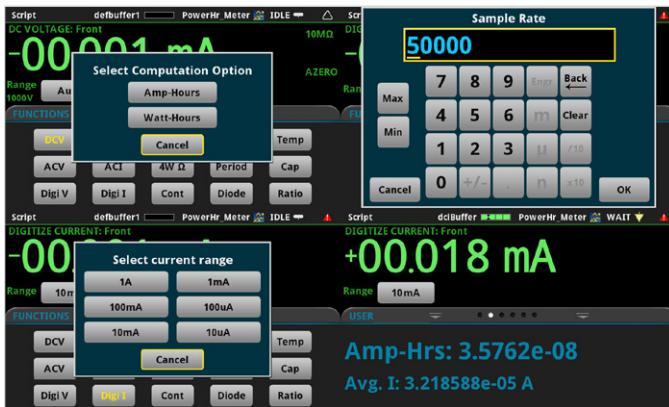 Script defbuffer1 PowerHr_Meter IDLE
DC VOLTAGE: Front
10MΩ
Select Computation Option
Amp-Hours
AZERO
Range Au
1000V
Watt-Hours
FUNCTIONS
Cancel
DCV Temp
ACV ACI 4W Ω Period Cap
Digi V Digi I Cont Diode Ratio
Sample Rate
50000
7 8 9 Engr Back
Max
4 5 6 m Clear
Min
1 2 3 µ /10
Cancel 0 +/- . n x10 OK
Script defbuffer1 PowerHr_Meter IDLE
DIGITIZE CURRENT: Front
Select current range
1A 1mA
Range 10m
100mA 100uA
FUNCTIONS
10mA 10uA
DCV Temp
Cancel
ACV Cap
Digi V Digi I Cont Diode Ratio
Script dciBuffer PowerHr_Meter WAIT
DIGITIZE CURRENT: Front
+00.018 mA
Range 10mA
USER
Amp-Hrs: 3.5762e-08
Avg. I: 3.218588e-05 A